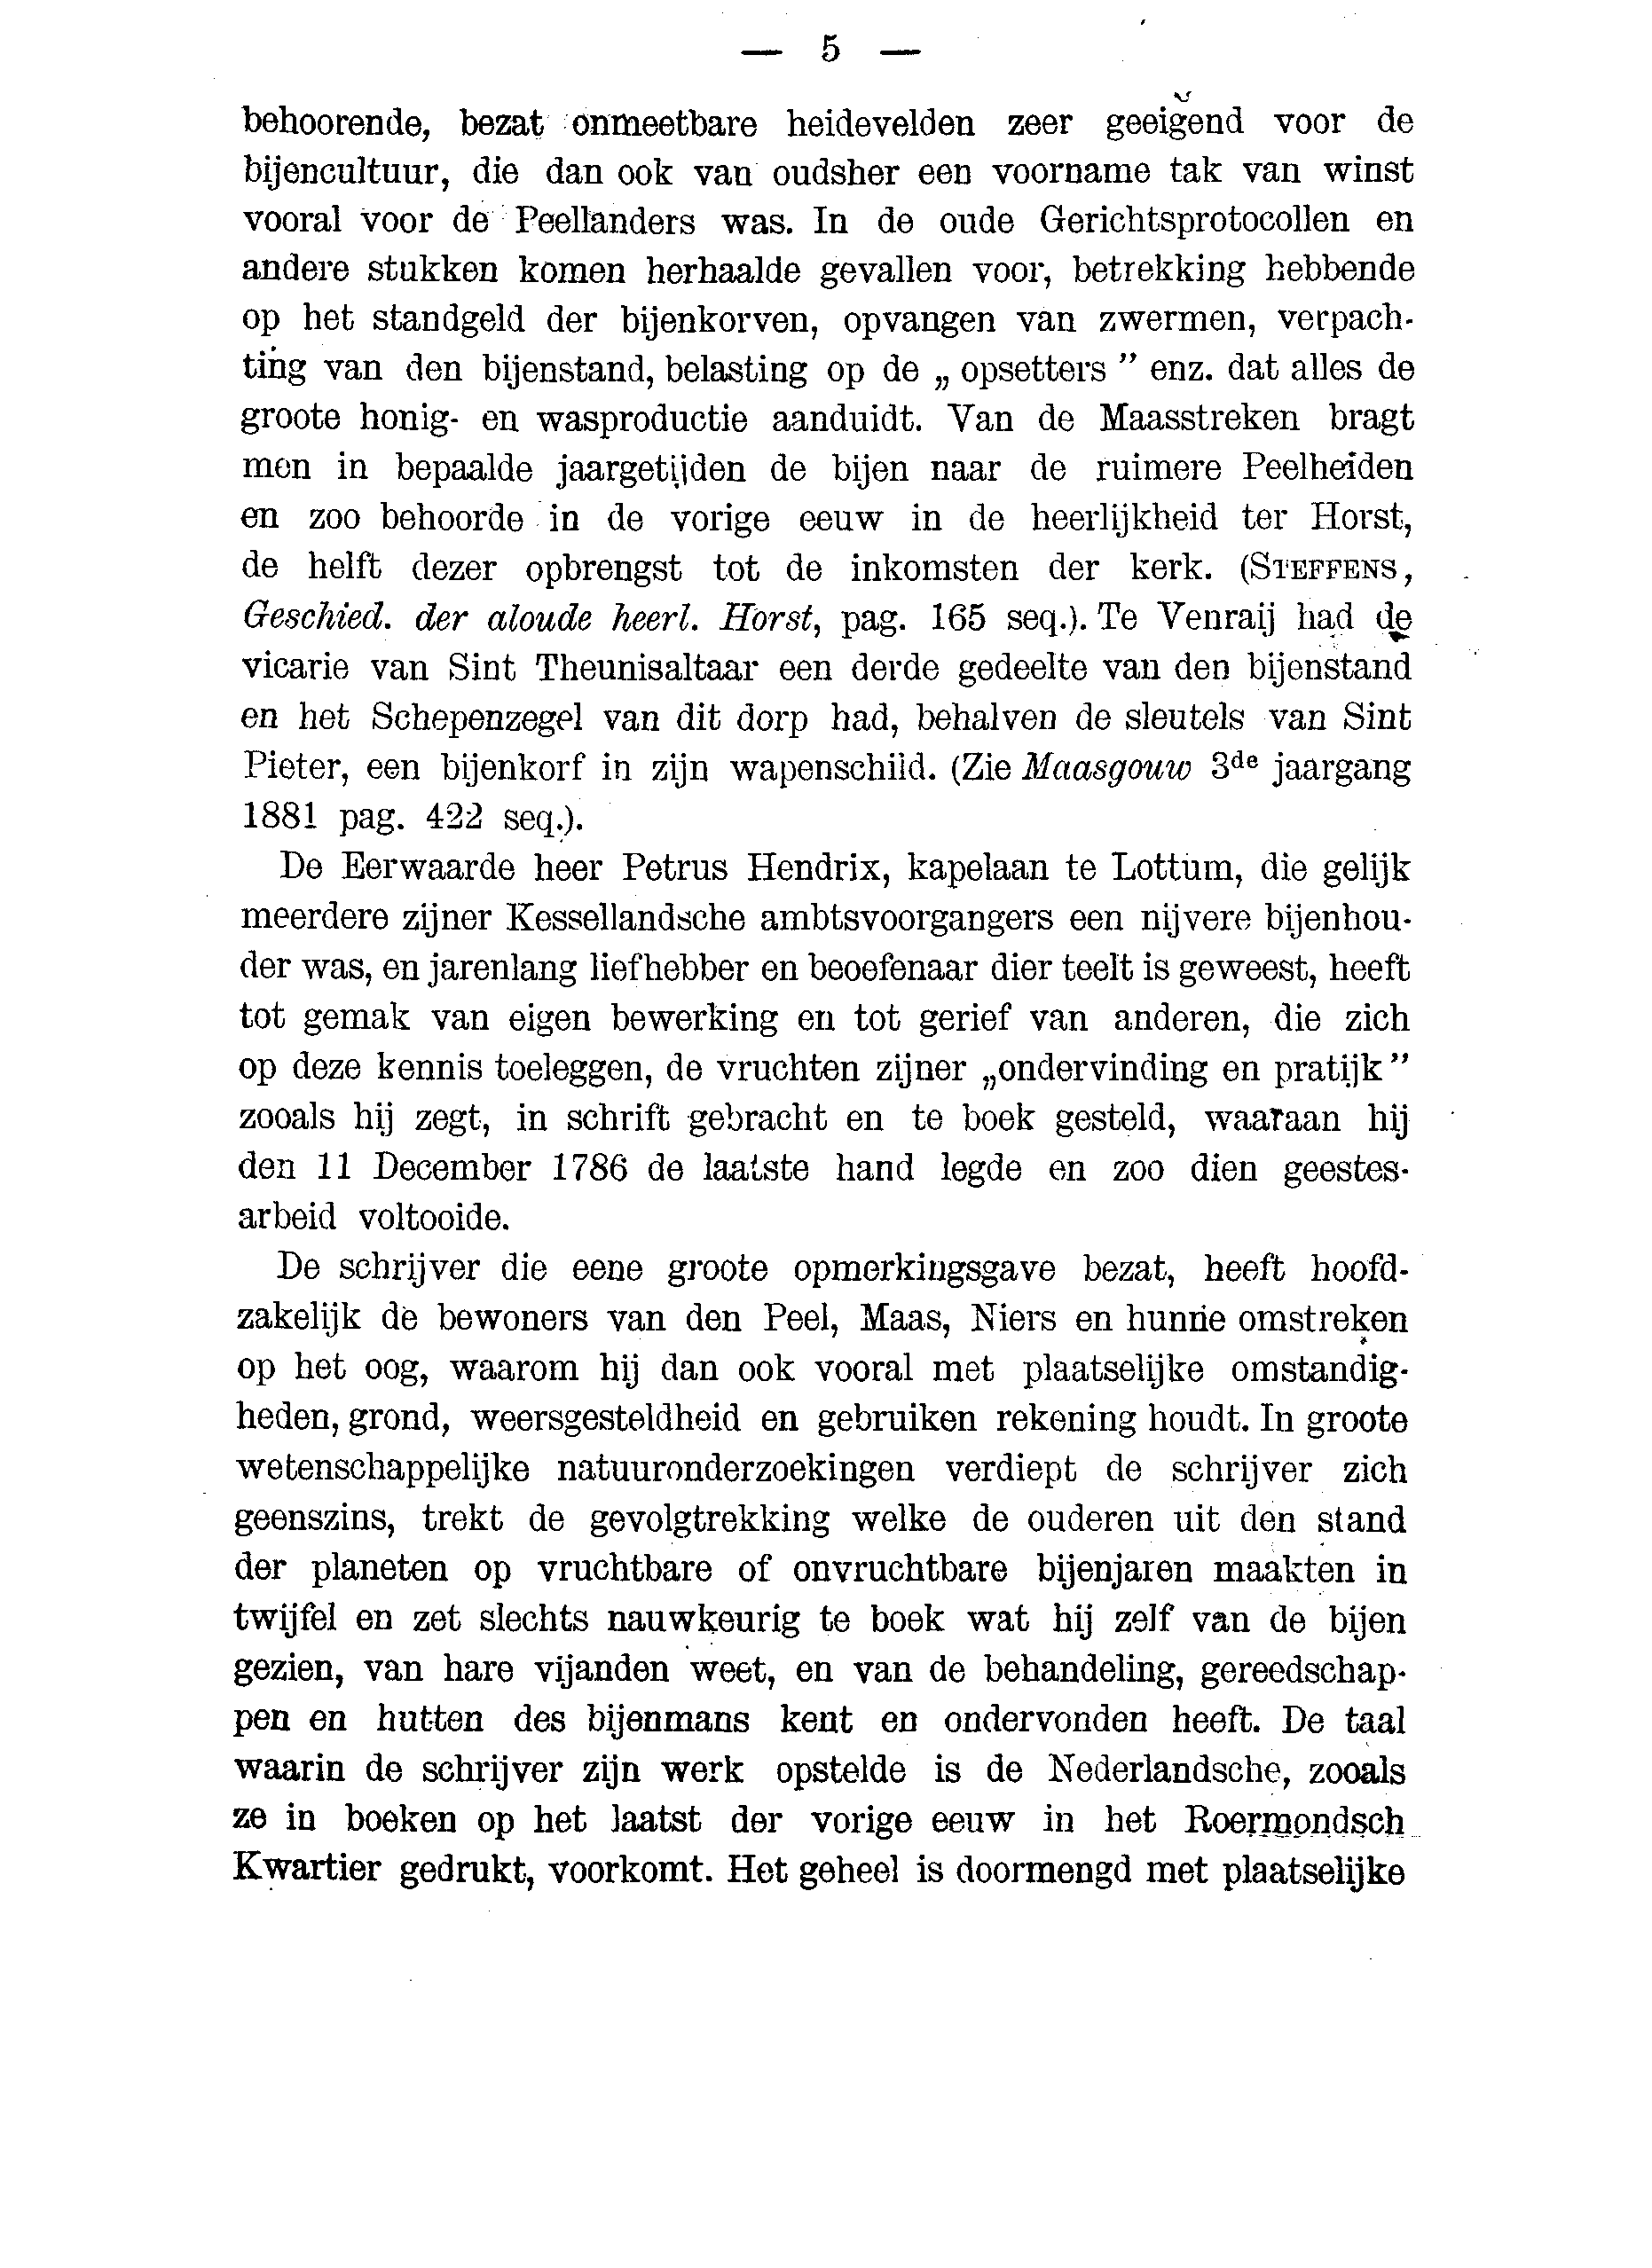 — 5 —
behoorende, bezat onmeetbare heidevelden zeer geeigend voor de
bijencultuur, die dan ook van oudsher een voorname tak van winst
vooral voor de Peellanders was. In de oude Gerichtsprotocollen en
andere stukken komen herhaalde gevallen voor, betrekking hebbende
op het standgeld der bijenkorven, opvangen van zwermen, verpach-
ting van den bijenstand, belasting op de „ opsetters ” enz. dat alles de
groote honig- en wasproductie aanduidt. Van de Maasstreken bragt
men in bepaalde jaargetijden de bijen naar de ruimere Peelheiden
en zoo behoorde in de vorige eeuw in de heerlijkheid ter Horst,
de helft dezer opbrengst tot de inkomsten der kerk. (STEFFENS,
Geschied. der aloude heerl. Horst, pag. 165 seq.). Te Venraij had de
vicarie van Sint Theunisaltaar een derde gedeelte van den bijenstand
en het Schepenzegel van dit dorp had, behalven de sleutels van Sint
Pieter, een bijenkorf in zijn wapenschild. (Zie Maasgouw 3de jaargang
1881 pag. 422 seq.).
De Eerwaarde heer Petrus Hendrix, kapelaan te Lottum, die gelijk
meerdere zijner Kessellandsche ambtsvoorgangers een nijvere bijenhou-
der was, en jarenlang liefhebber en beoefenaar dier teelt is geweest, heeft
tot gemak van eigen bewerking en tot gerief van anderen, die zich
op deze kennis toeleggen, de vruchten zijner „ondervinding en pratijk”
zooals hij zegt, in schrift gebracht en te boek gesteld, waaraan hij
den 11 December 1786 de laatste hand legde en zoo dien geestes-
arbeid voltooide.
De schrijver die eene groote opmerkingsgave bezat, heeft hoofd-
zakelijk de bewoners van den Peel, Maas, Niers en hunne omstreken
op het oog, waarom hij dan ook vooral met plaatselijke omstandig-
heden, grond, weersgesteldheid en gebruiken rekening houdt. In groote
wetenschappelijke natuuronderzoekingen verdiept de schrijver zich
geenszins, trekt de gevolgtrekking welke de ouderen uit den stand
der planeten op vruchtbare of onvruchtbare bijenjaren maakten in
twijfel en zet slechts nauwkeurig te boek wat hij zelf van de bijen
gezien, van hare vijanden weet, en van de behandeling, gereedschap-
pen en hutten des bijenmans kent en ondervonden heeft. De taal
waarin de schrijver zijn werk opstelde is de Nederlandsche, zooals
ze in boeken op het laatst der vorige eeuw in het Roermondsch
Kwartier gedrukt, voorkomt. Het geheel is doormengd met plaatselijke